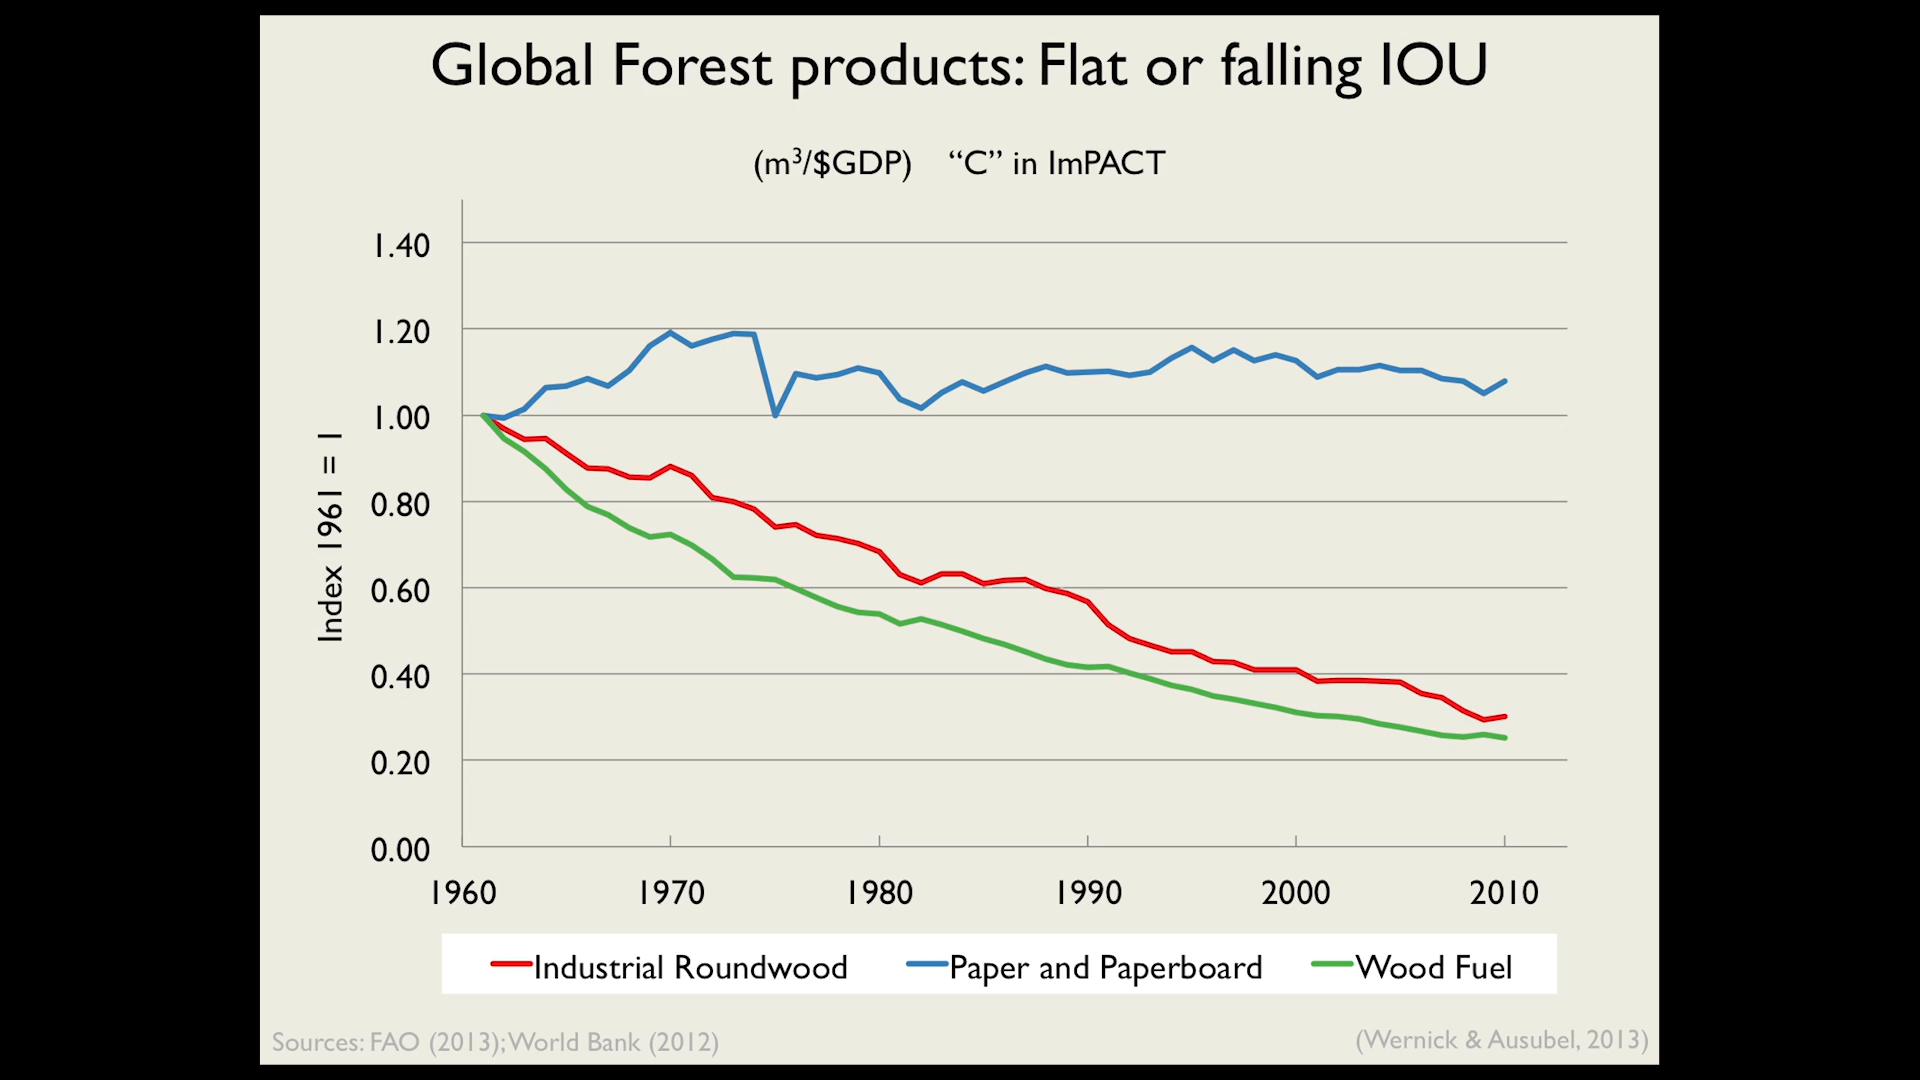 Global Forest products: Flat or falling IOU
(m³/$GDP) “C” in ImPACT
1.40
1.20
1.00
0.80
0.60
0.40
0.20
0.00
Index 1961 = 1
1960 1970 1980 1990 2000 2010
Industrial Roundwood Paper and Paperboard Wood Fuel
Sources: FAO (2013); World Bank (2012) (Wernick & Ausubel, 2013)